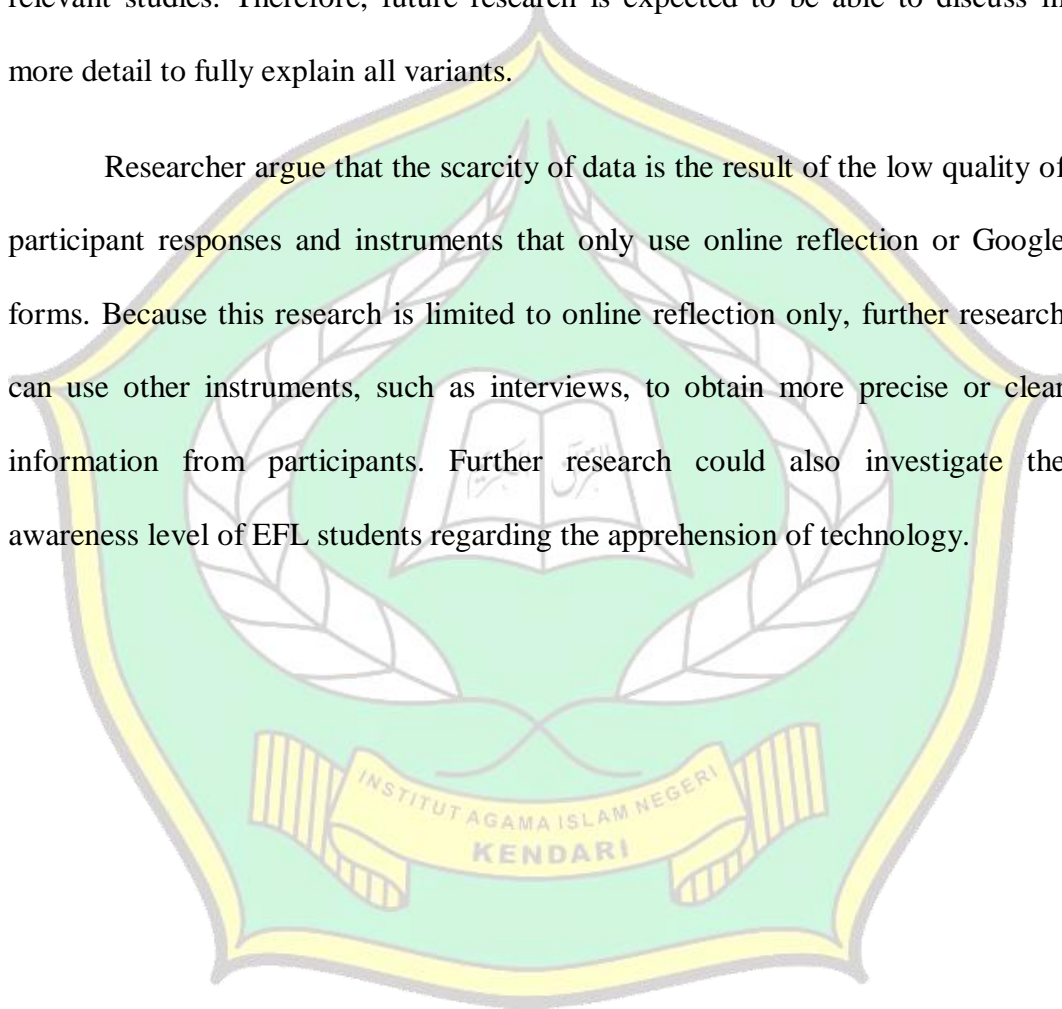 relevant studies. Therefore, future research is expected to be able to discuss in
more detail to fully explain all variants.
Researcher argue that the scarcity of data is the result of the low quality of
participant responses and instruments that only use online reflection or Google
forms. Because this research is limited to online reflection only, further research
can use other instruments, such as interviews, to obtain more precise or clear
information from participants. Further research could also investigate the
awareness level of EFL students regarding the apprehension of technology.
INSTITUT AGAMA ISLAM NEGERI
KENDARI